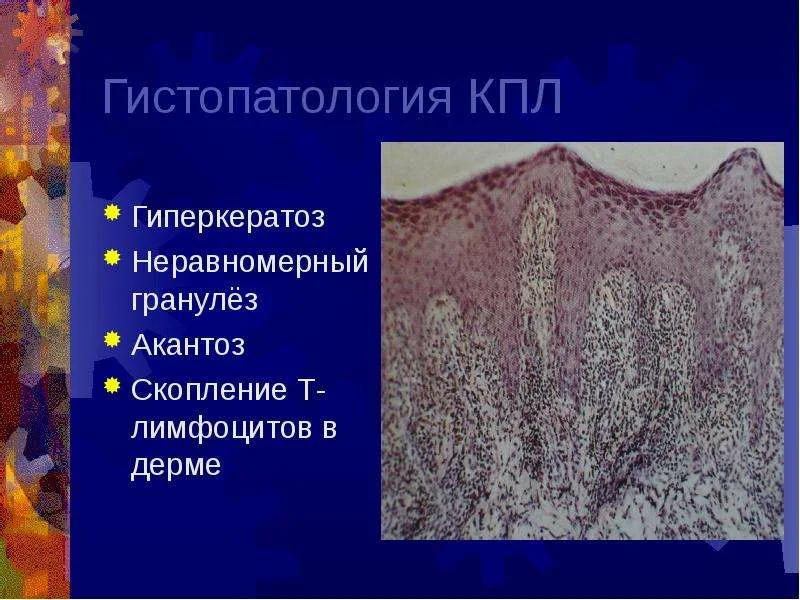 Гистопатология КПЛ
Гиперкератоз
Неравномерный
гранулёз
Акантоз
Скопление Т-
лимфоцитов в
дерме